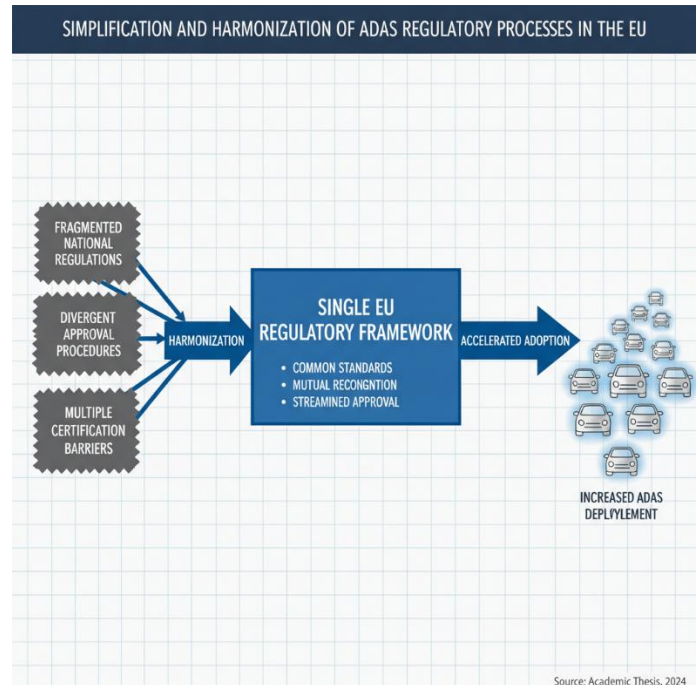 SIMPLIFICATION AND HARMONIZATION OF ADAS REGULATORY PROCESSES IN THE EU
FRAGMENTED
NATIONAL
REGULATIONS
DIVERGENT
APPROVAL
PROCEDURES
MULTIPLE
CERTIFICATION
BARRIERS
HARMONIZATION
SINGLE EU
REGULATORY FRAMEWORK
• COMMON STANDARDS
• MUTUAL RECONGNTION
• STREAMINED APPROVAL
ACCELERATED ADOPTION
INCREASED ADAS
Source: Academic Thesis, 2024